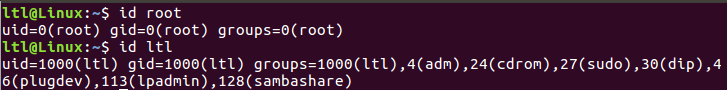 ltl@Linux:~$ id root
uid=0(root) gid=0(root) groups=0(root)
ltl@Linux:~$ id ltl
uid=1000(ltl) gid=1000(ltl) groups=1000(ltl),4(adm),24(cdrom),27(sudo),30(dip),4
6(plugdev),113(lpadmin),128(sambashare)